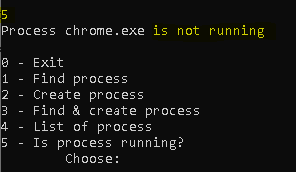 5
Process chrome.exe is not running
0 - Exit
1 - Find process
2 - Create process
3 - Find & create process
4 - List of process
5 - Is process running?
Choose: